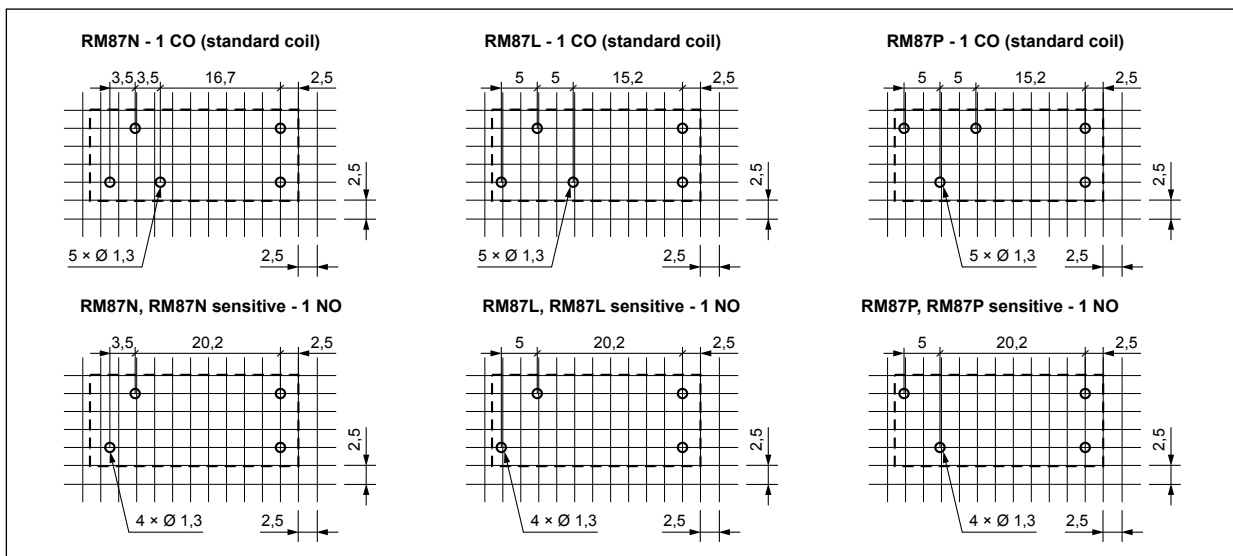 RM87N - 1 CO (standard coil)
3,5 3,5 16,7 2,5
2,5
5 × Ø 1,3
2,5
RM87L - 1 CO (standard coil)
5 5 15,2 2,5
2,5
5 × Ø 1,3
2,5
RM87P - 1 CO (standard coil)
5 5 15,2 2,5
2,5
5 × Ø 1,3
2,5
RM87N, RM87N sensitive - 1 NO
3,5 20,2 2,5
2,5
4 × Ø 1,3
2,5
RM87L, RM87L sensitive - 1 NO
5 20,2 2,5
2,5
4 × Ø 1,3
2,5
RM87P, RM87P sensitive - 1 NO
5 20,2 2,5
2,5
4 × Ø 1,3
2,5